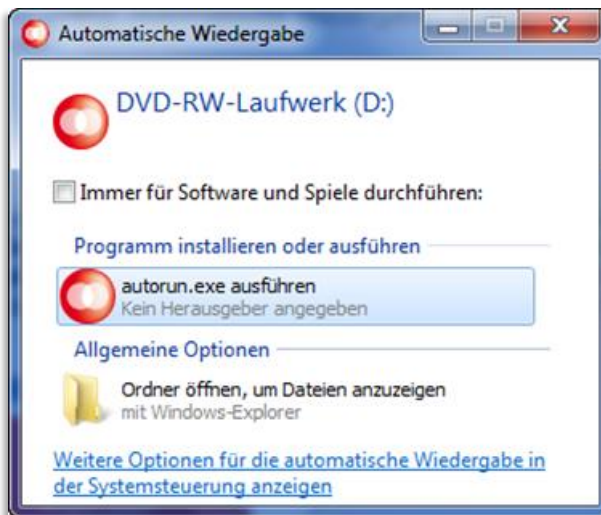 Automatische Wiedergabe
DVD-RW-Laufwerk (D:)
Immer für Software und Spiele durchführen:
Programm installieren oder ausführen
autorun.exe ausführen
Kein Herausgeber angegeben
Allgemeine Optionen
Ordner öffnen, um Dateien anzuzeigen
mit Windows-Explorer
Weitere Optionen für die automatische Wiedergabe in
der Systemsteuerung anzeigen